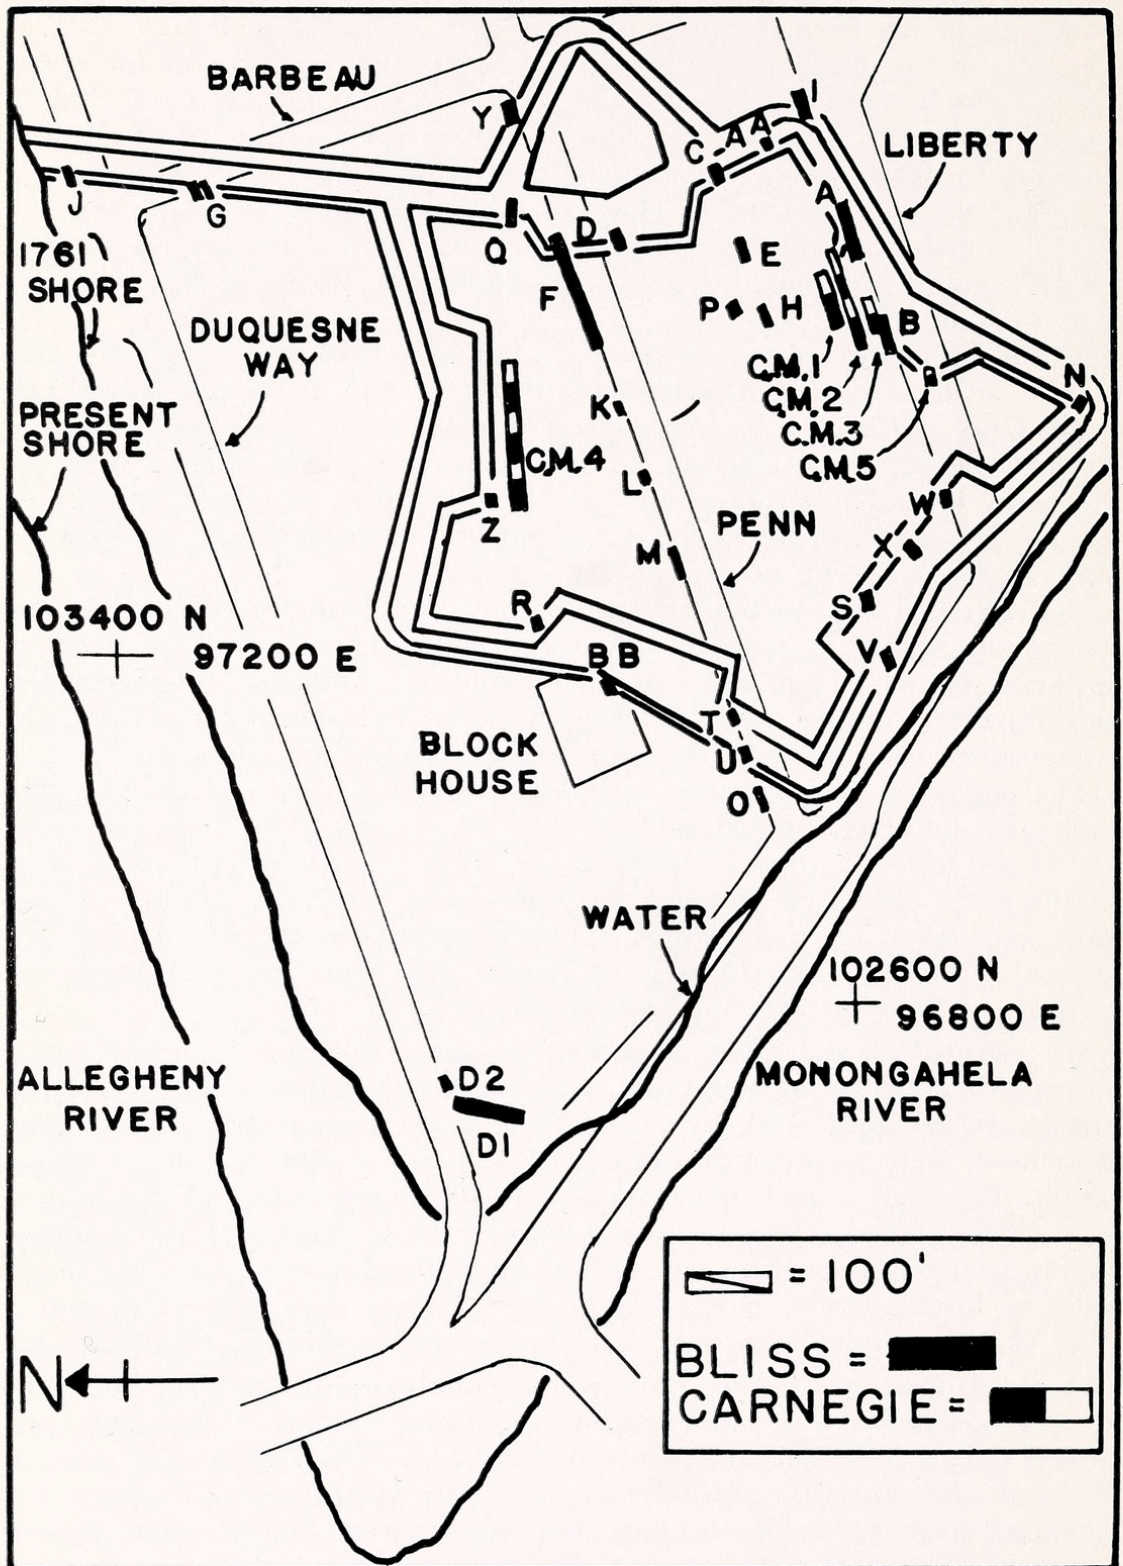 BARBEAU
Y
I
C
AA
LIBERTY
J
G
A
Q
D
E
1761
SHORE
F
P
H
B
DUQUESNE
WAY
C.M.1
C.M.2
C.M.3
C.M.5
N
PRESENT
SHORE
K
C.M.4
L
W
Z
PENN
M
X
103400 N
97200 E
R
S
BB
V
T
BLOCK
HOUSE
U
O
WATER
102600 N
96800 E
ALLEGHENY
RIVER
D2
D1
MONONGAHELA
RIVER
= 100'
BLISS =
CARNEGIE =
N